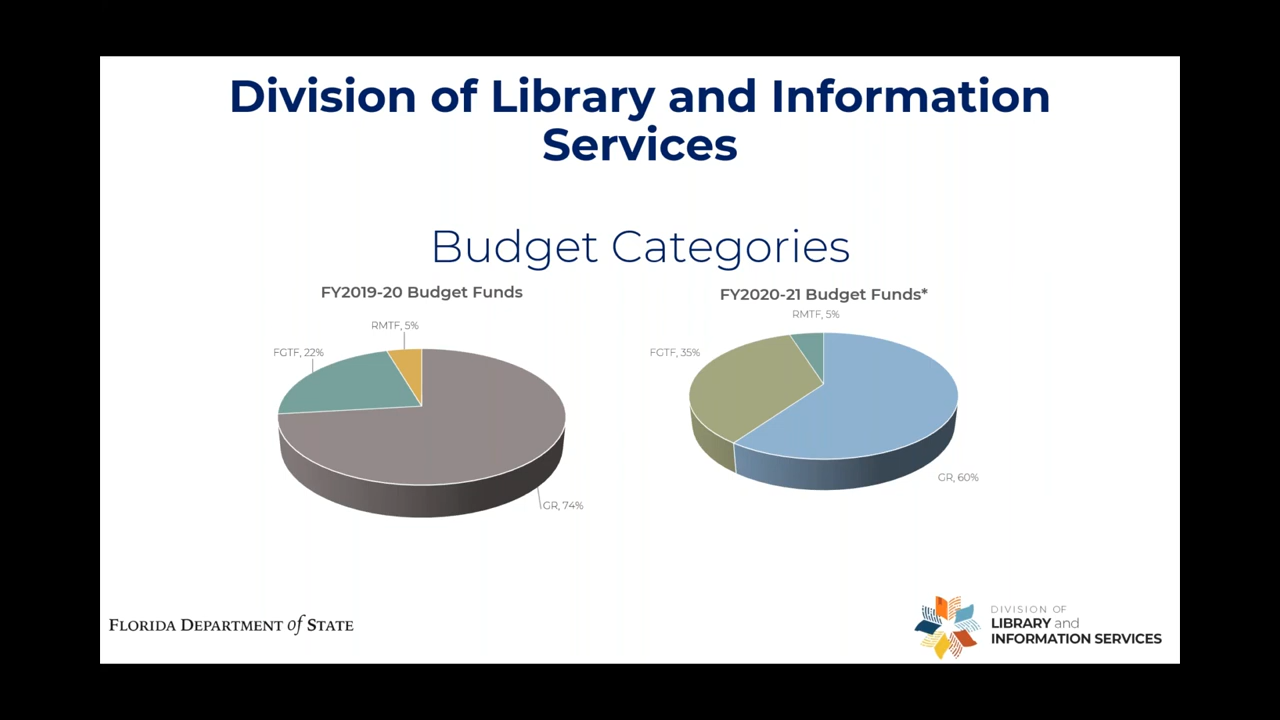 Division of Library and Information
Services
Budget Categories
FY2019-20 Budget Funds
RMTF, 5%
FGTF, 22%
GR, 74%
FY2020-21 Budget Funds*
RMTF, 5%
FGTF, 35%
GR, 60%
FLORIDA DEPARTMENT of STATE
DIVISION OF
LIBRARY and
INFORMATION SERVICES